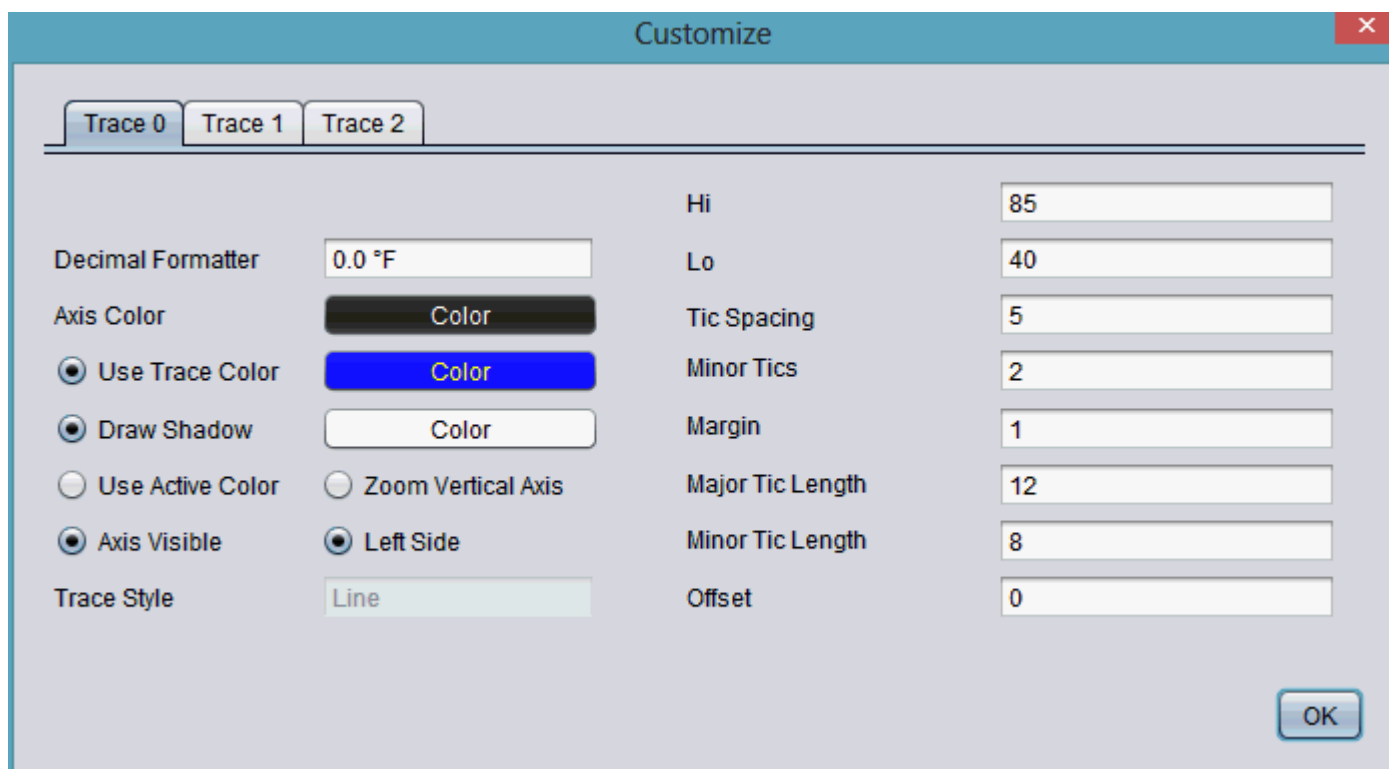 Customize
Trace 0 Trace 1 Trace 2
Hi 85
Decimal Formatter 0.0 °F Lo 40
Axis Color Color Tic Spacing 5
Use Trace Color Color Minor Tics 2
Draw Shadow Color Margin 1
Use Active Color Zoom Vertical Axis Major Tic Length 12
Axis Visible Left Side Minor Tic Length 8
Trace Style Line Offset 0
OK